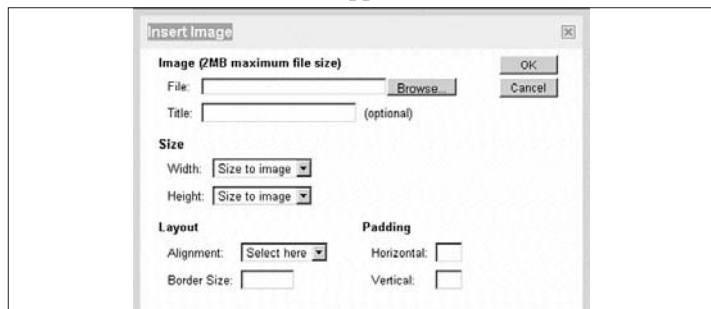 Insert Image
Image (2MB maximum file size)
OK
File:
Browse...
Cancel
Title:
(optional)
Size
Width: Size to image
Height: Size to image
Layout
Padding
Alignment: Select here
Horizontal:
Border Size:
Vertical: